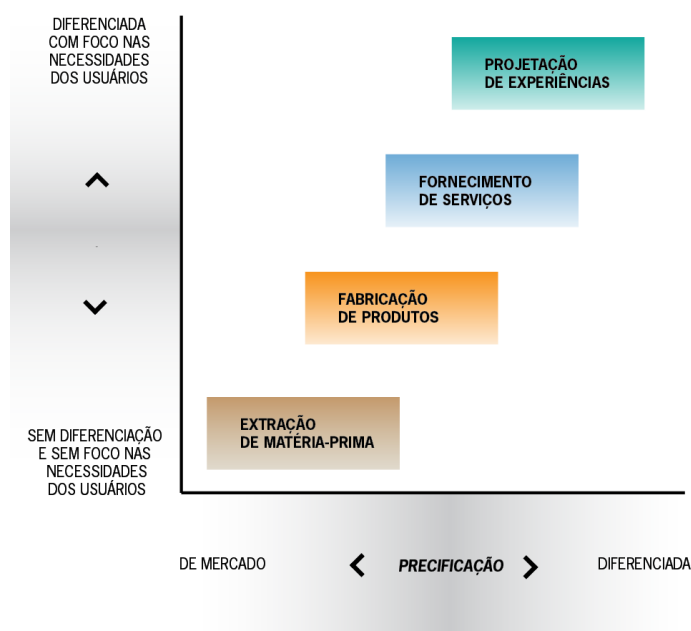 DIFERENCIADA
COM FOCO NAS
NECESSIDADES
DOS USUÁRIOS
PROJETAÇÃO
DE EXPERIÊNCIAS
FORNECIMENTO
DE SERVIÇOS
FABRICAÇÃO
DE PRODUTOS
EXTRAÇÃO
DE MATÉRIA-PRIMA
SEM DIFERENCIAÇÃO
E SEM FOCO NAS
NECESSIDADES
DOS USUÁRIOS
DE MERCADO
PRECIFICAÇÃO
DIFERENCIADA